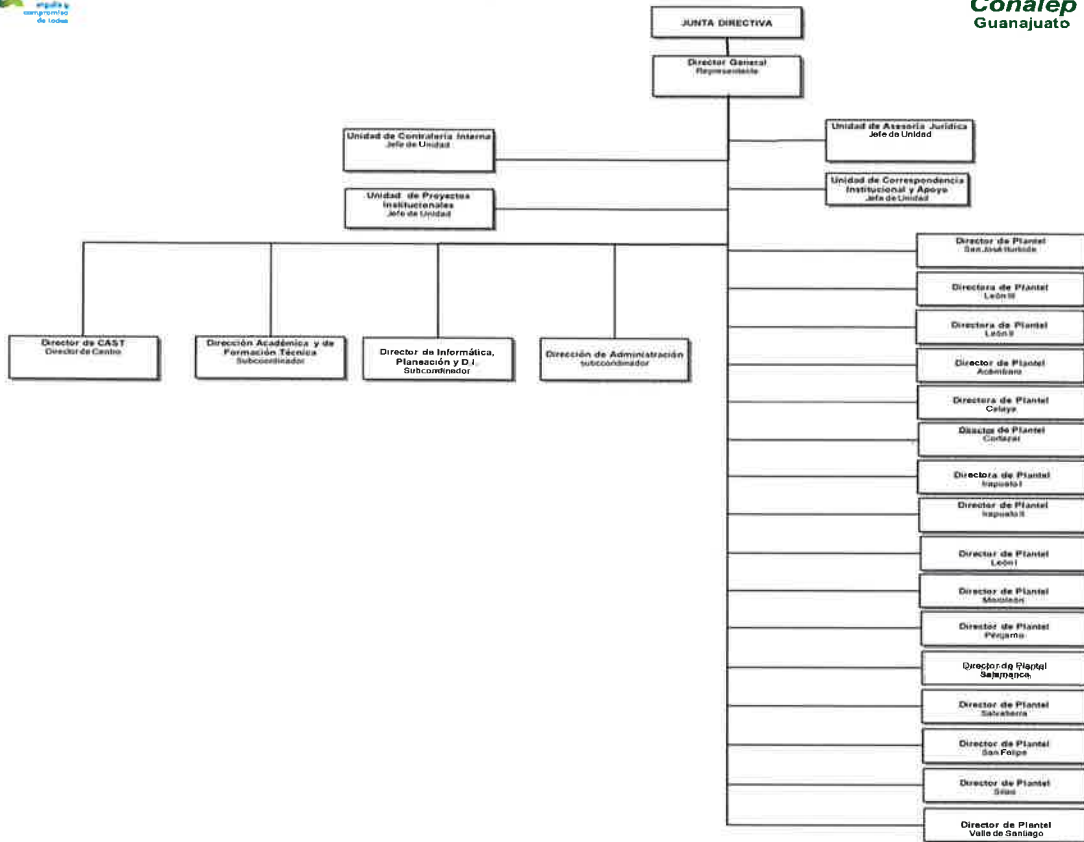 orgullo y
compromiso
de todos
Conalep
Guanajuato
JUNTA DIRECTIVA
Director General
Representante
Unidad de Contraloría Interna
Jefe de Unidad
Unidad de Asesoría Jurídica
Jefe de Unidad
Unidad de Proyectos
Institucionales
Jefe de Unidad
Unidad de Correspondencia
Institucional y Apoyo
Jefe de Unidad
Director de CAST
Director de Centro
Dirección Académica y de
Formación Técnica
Subcoordinador
Director de Informática,
Planeación y D.I.
Subcoordinador
Dirección de Administración
subcoordinador
Director de Plantel
San José Iturbide
Directora de Plantel
León III
Directora de Plantel
León II
Director de Plantel
Acámbaro
Directora de Plantel
Celaya
Director de Plantel
Cortazar
Directora de Plantel
Irapuato I
Director de Plantel
Irapuato II
Director de Plantel
León I
Director de Plantel
Moroleón
Director de Plantel
Pénjamo
Director de Plantel
Salamanca
Director de Plantel
Salvatierra
Director de Plantel
San Felipe
Director de Plantel
Silao
Director de Plantel
Valle de Santiago